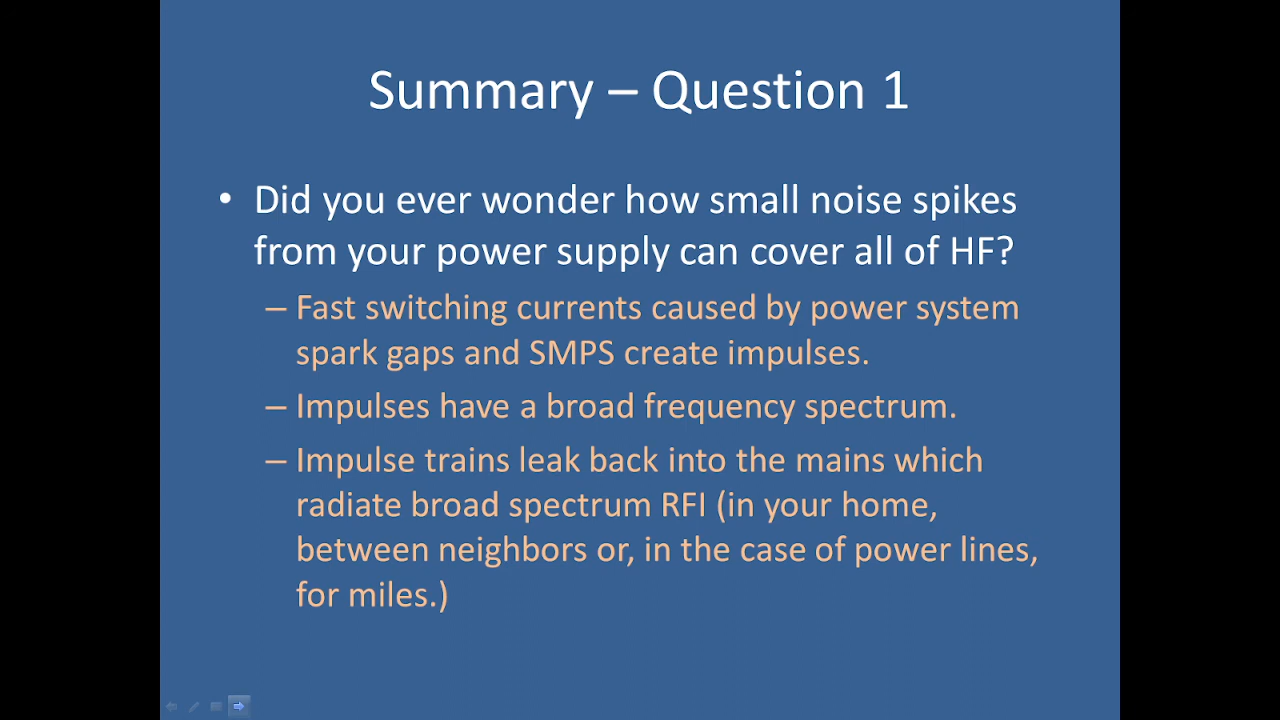 Summary – Question 1
• Did you ever wonder how small noise spikes
from your power supply can cover all of HF?
– Fast switching currents caused by power system
spark gaps and SMPS create impulses.
– Impulses have a broad frequency spectrum.
– Impulse trains leak back into the mains which
radiate broad spectrum RFI (in your home,
between neighbors or, in the case of power lines,
for miles.)